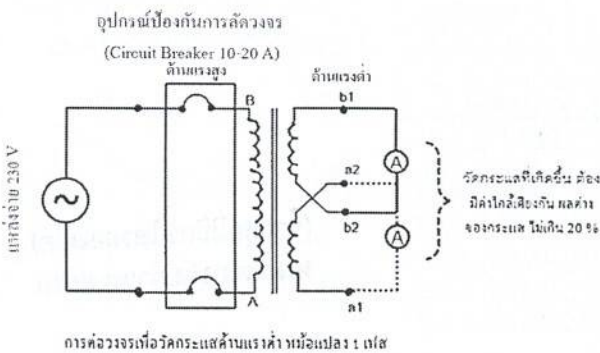 อุปกรณ์ป้องกันการลัดวงจร
(Circuit Breaker 10-20 A)
ด้านแรงสูง
ด้านแรงต่ำ
B
b1
แหล่งจ่าย 230 V
A
a2
b2
A
วัดกระแสที่เกิดขึ้น ต้อง
มีค่าใกล้เคียงกัน ผลต่าง
ของกระแส ไม่เกิน 20 %
A
a1
การต่อวงจรเพื่อวัดกระแสด้านแรงต่ำ หม้อแปลง 1 เฟส